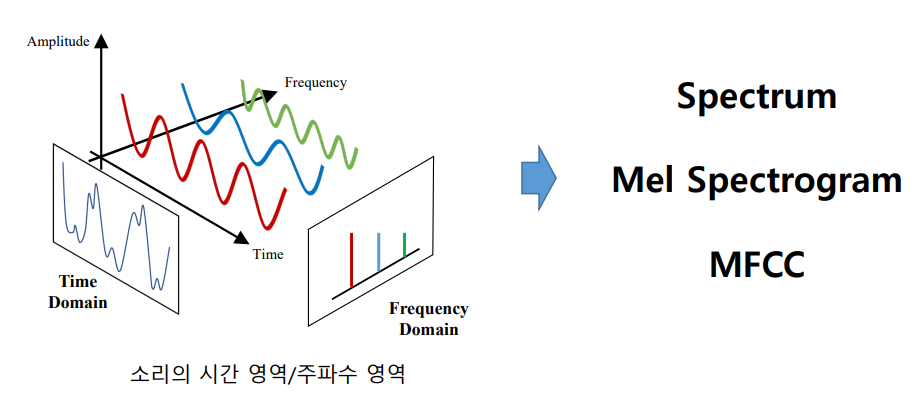 Amplitude
Frequency
Time
Time
Domain
Frequency
Domain
소리의 시간 영역/주파수 영역
Spectrum
Mel Spectrogram
MFCC